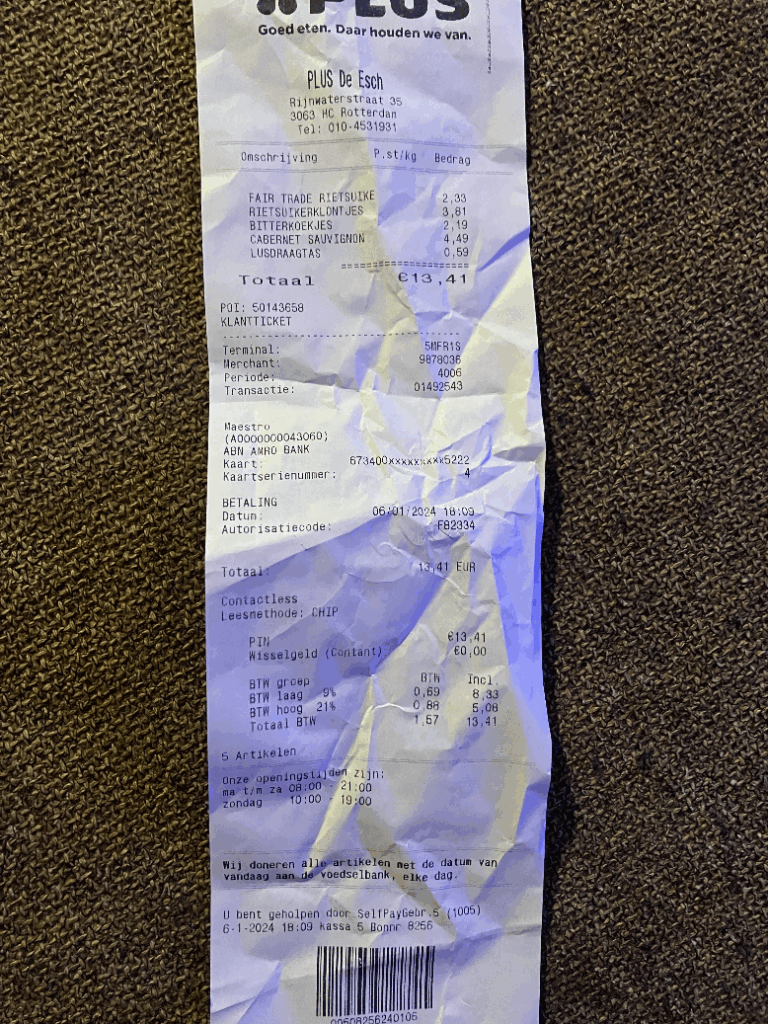 PLUS
Goed eten. Daar houden we van.
PLUS De Esch
Rijnwaterstraat 35
3063 HC Rotterdam
Tel: 010-4531931
Omschrijving P.st/kg Bedrag
FAIR TRADE RIETSUIKE 2,33
RIETSUIKERKLONTJES 3,81
BITTERKOEKJES 2,19
CABERNET SAUVIGNON 4,49
LUSDRAAGTAS 0,59
Totaal €13,41
POI: 50143658
KLANTTICKET
Terminal: 5MFR1S
Merchant: 9878036
Periode: 4006
Transactie: 01492543
Maestro
(A0000000043060)
ABN AMRO BANK
Kaart: 673400xxxxxxxxx5222
Kaartserienummer: 4
BETALING
Datum: 06/01/2024 18:09
Autorisatiecode: F82334
Totaal: 13,41 EUR
Contactless
Leesmethode: CHIP
PIN €13,41
Wisselgeld (Contant) €0,00
BTW groep BTW Incl.
BTW laag 9% 0,69 8,33
BTW hoog 21% 0,88 5,08
Totaal BTW 1,57 13,41
5 Artikelen
Onze openingstijden zijn:
ma t/m za 08:00 - 21:00
zondag 10:00 - 19:00
Wij doneren alle artikelen met de datum van
vandaag aan de voedselbank, elke dag.
U bent geholpen door SelfPayGebr.5 (1005)
6-1-2024 18:09 kassa 5 Bonnr 8256
00508256240105